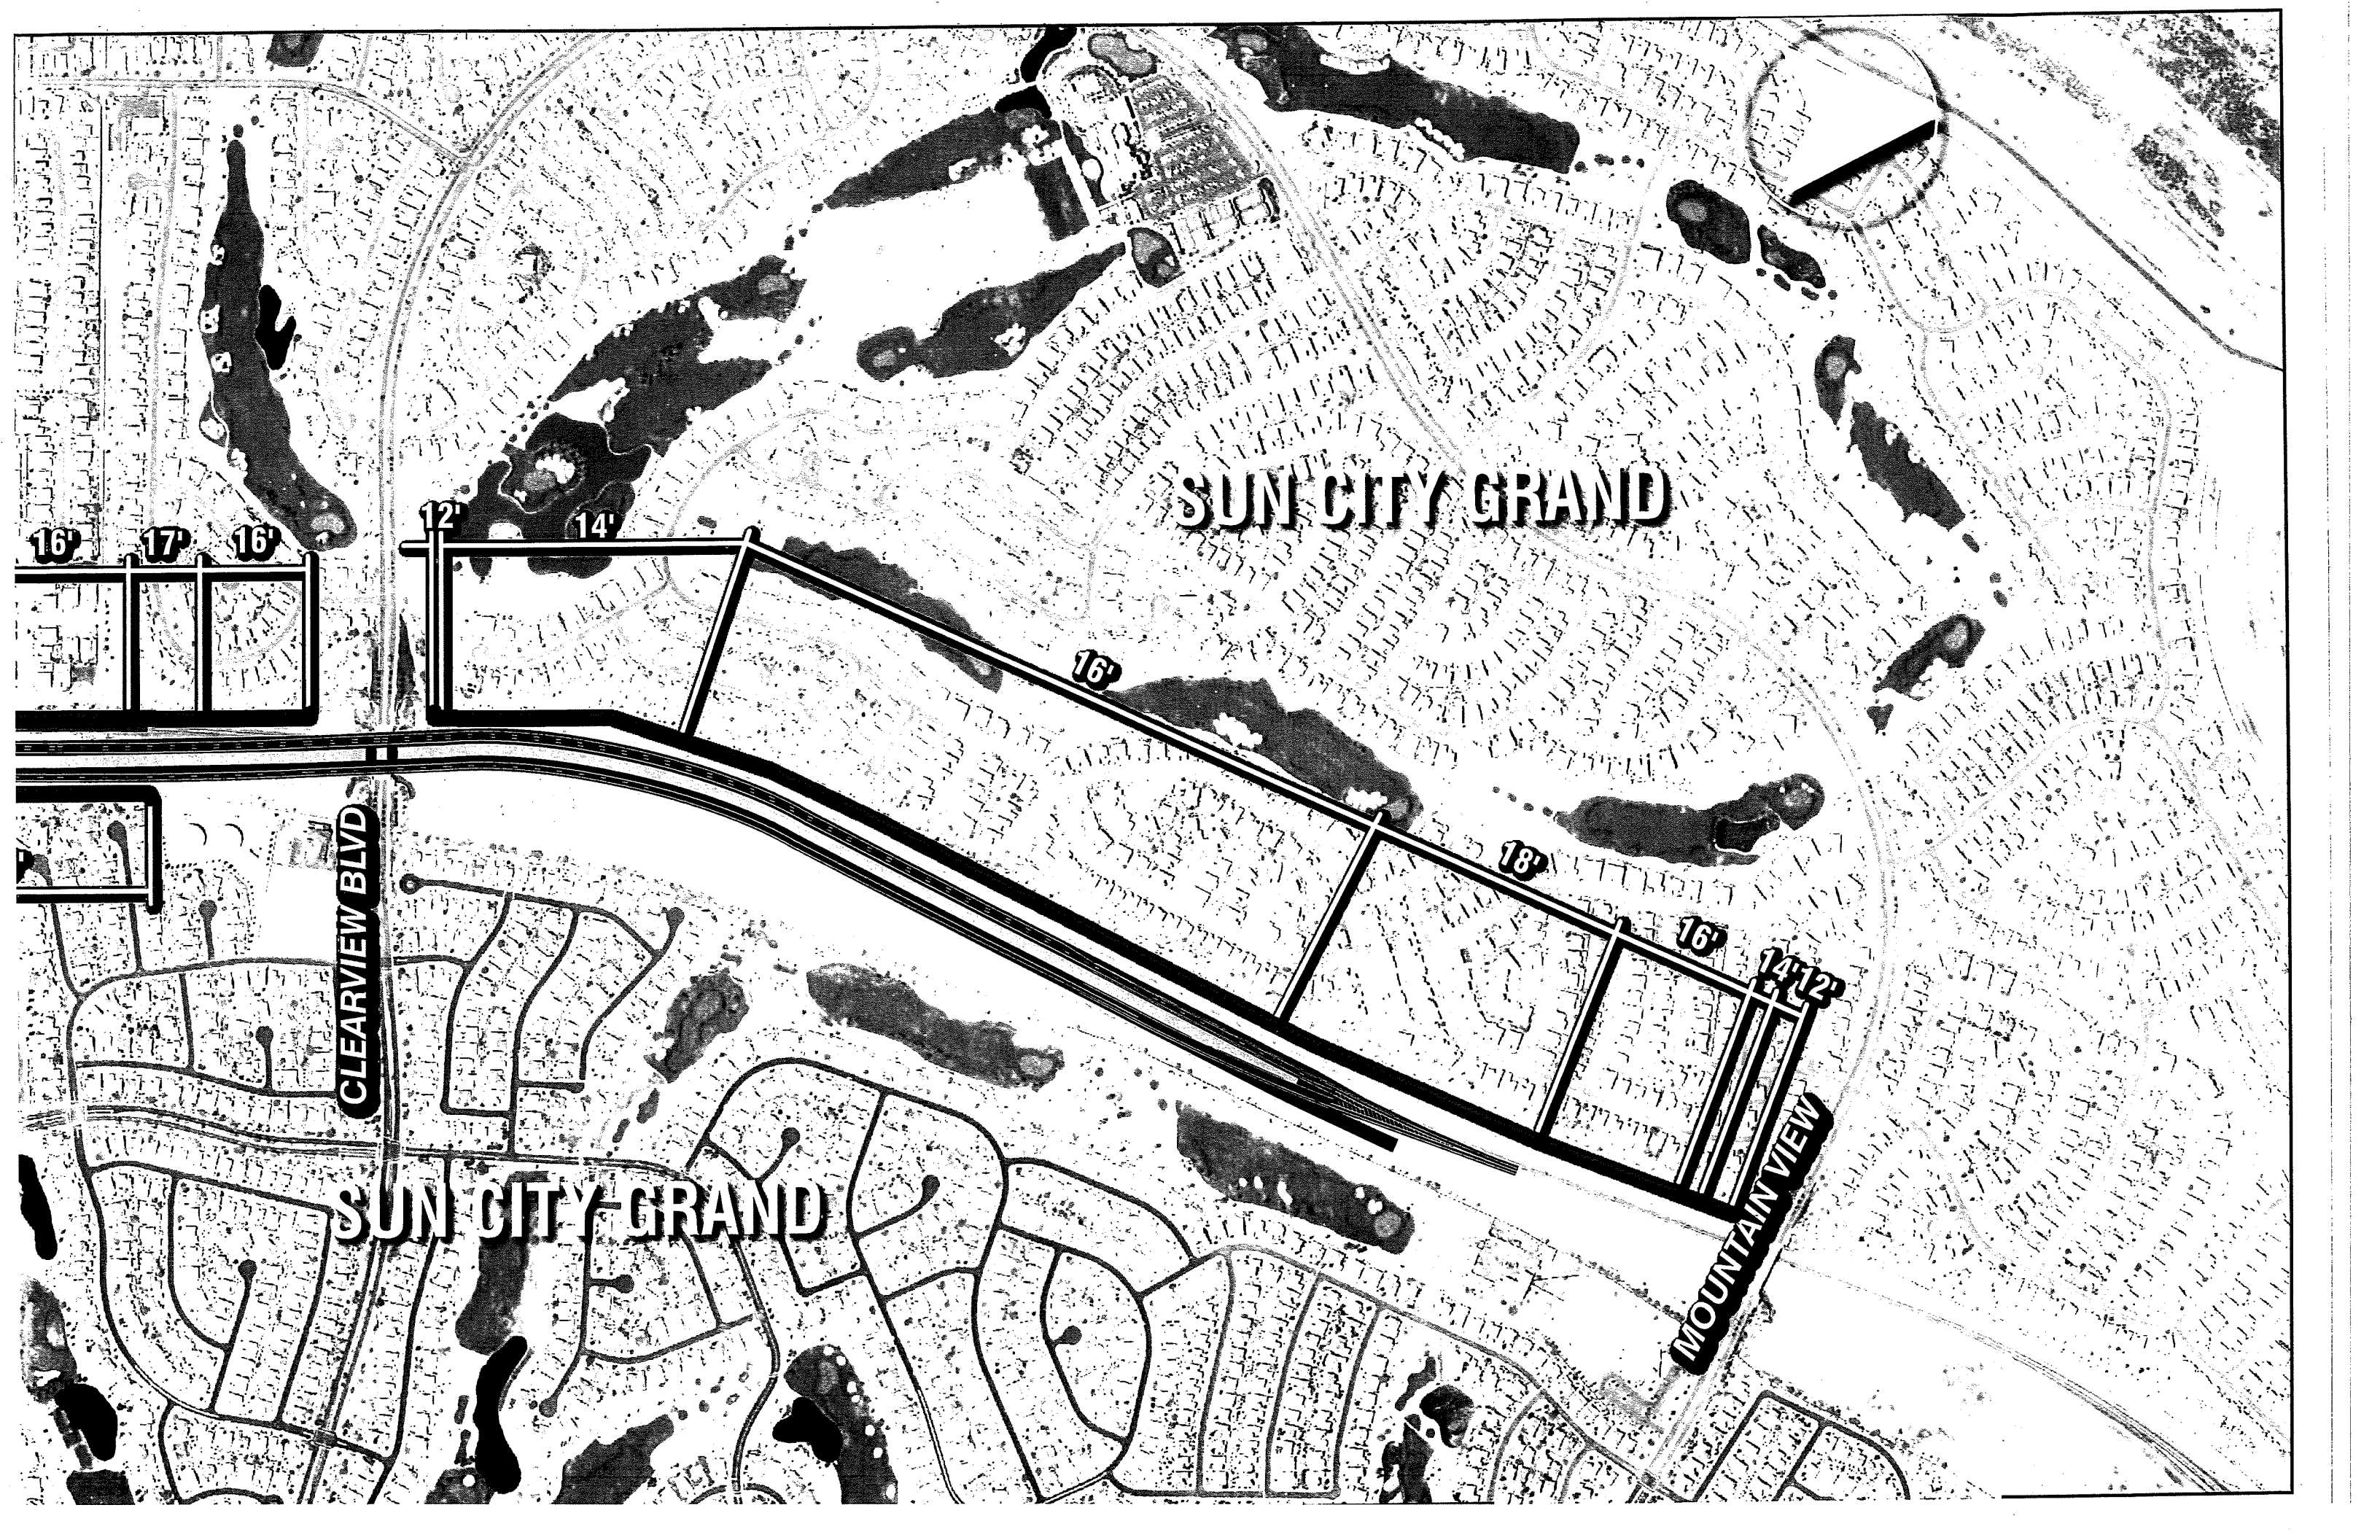 SUN CITY GRAND
12'
14'
16'
17'
16'
16'
18'
16'
14'
12'
CLEARVIEW BLVD
MOUNTAIN VIEW
SUN CITY GRAND